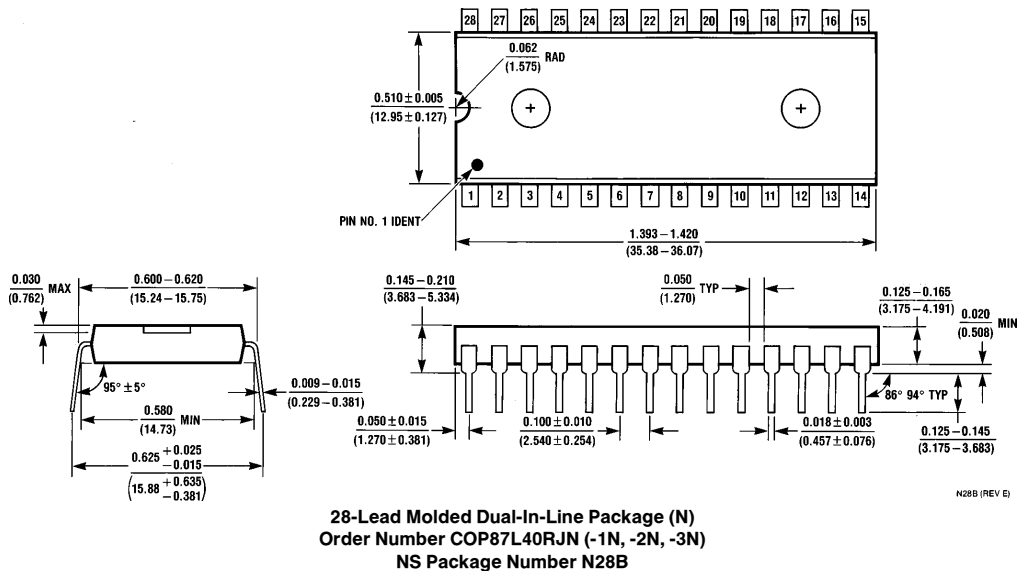 28 27 26 25 24 23 22 21 20 19 18 17 16 15
0.062
(1.575)
RAD
0.510 ± 0.005
(12.95 ± 0.127)
PIN NO. 1 IDENT
1 2 3 4 5 6 7 8 9 10 11 12 13 14
1.393 – 1.420
(35.38 – 36.07)
0.030
(0.762)
MAX
0.600 – 0.620
(15.24 – 15.75)
95° ± 5°
0.009 – 0.015
(0.229 – 0.381)
0.580
(14.73)
MIN
0.625 + 0.025
– 0.015
(15.88 + 0.635
– 0.381)
0.145 – 0.210
(3.683 – 5.334)
0.050
(1.270)
TYP
0.125 – 0.165
(3.175 – 4.191)
0.020
(0.508)
MIN
86° 94° TYP
0.050 ± 0.015
(1.270 ± 0.381)
0.100 ± 0.010
(2.540 ± 0.254)
0.018 ± 0.003
(0.457 ± 0.076)
0.125 – 0.145
(3.175 – 3.683)
N28B (REV E)
28-Lead Molded Dual-In-Line Package (N)
Order Number COP87L40RJN (-1N, -2N, -3N)
NS Package Number N28B